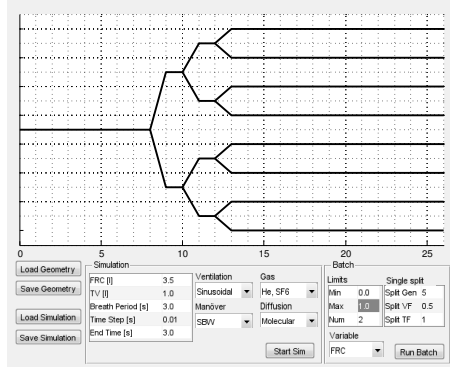 0 5 10 15 20 25
Load Geometry
Save Geometry
Load Simulation
Save Simulation
Simulation
FRC [l] 3.5
TV [l] 1.0
Breath Period [s] 3.0
Time Step [s] 0.01
End Time [s] 3.0
Ventilation
Sinusoidal
Manöver
SBW
Gas
He, SF6
Diffusion
Molecular
Start Sim
Batch
Limits
Min 0.0
Max 1.0
Num 2
Single split
Split Gen 5
Split VF 0.5
Split TF 1
Variable
FRC
Run Batch